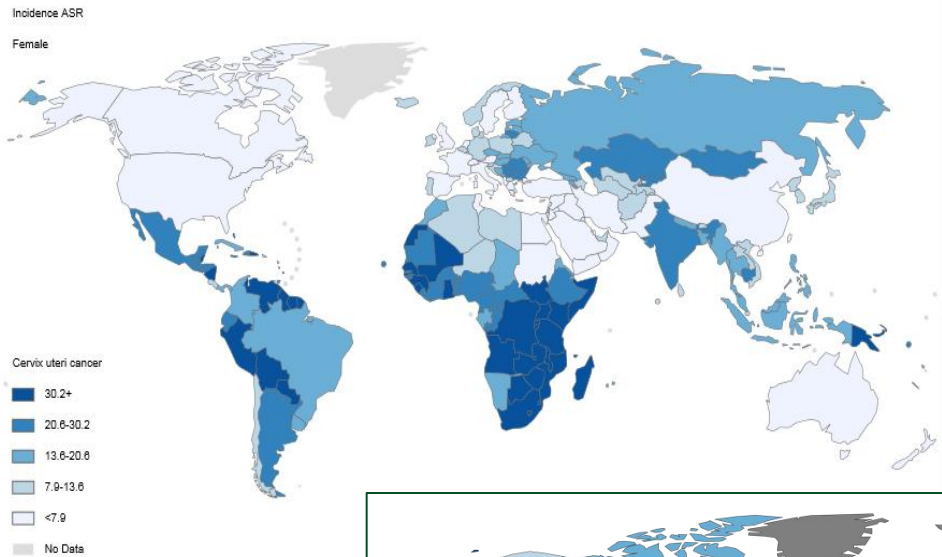 Incidence ASR
Female
Cervix uteri cancer
30.2+
20.6-30.2
13.6-20.6
7.9-13.6
<7.9
No Data